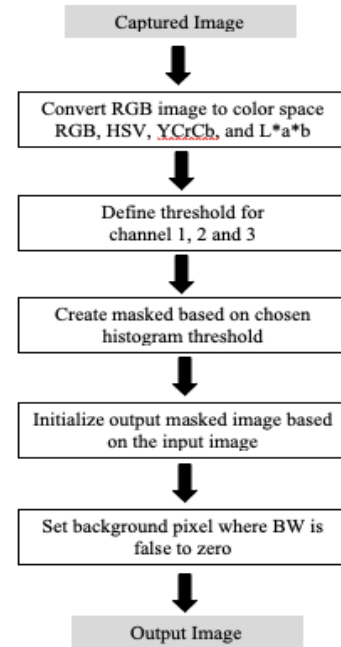 Captured Image
Convert RGB image to color space
RGB, HSV, YCrCb, and L*a*b
Define threshold for
channel 1, 2 and 3
Create masked based on chosen
histogram threshold
Initialize output masked image based
on the input image
Set background pixel where BW is
false to zero
Output Image